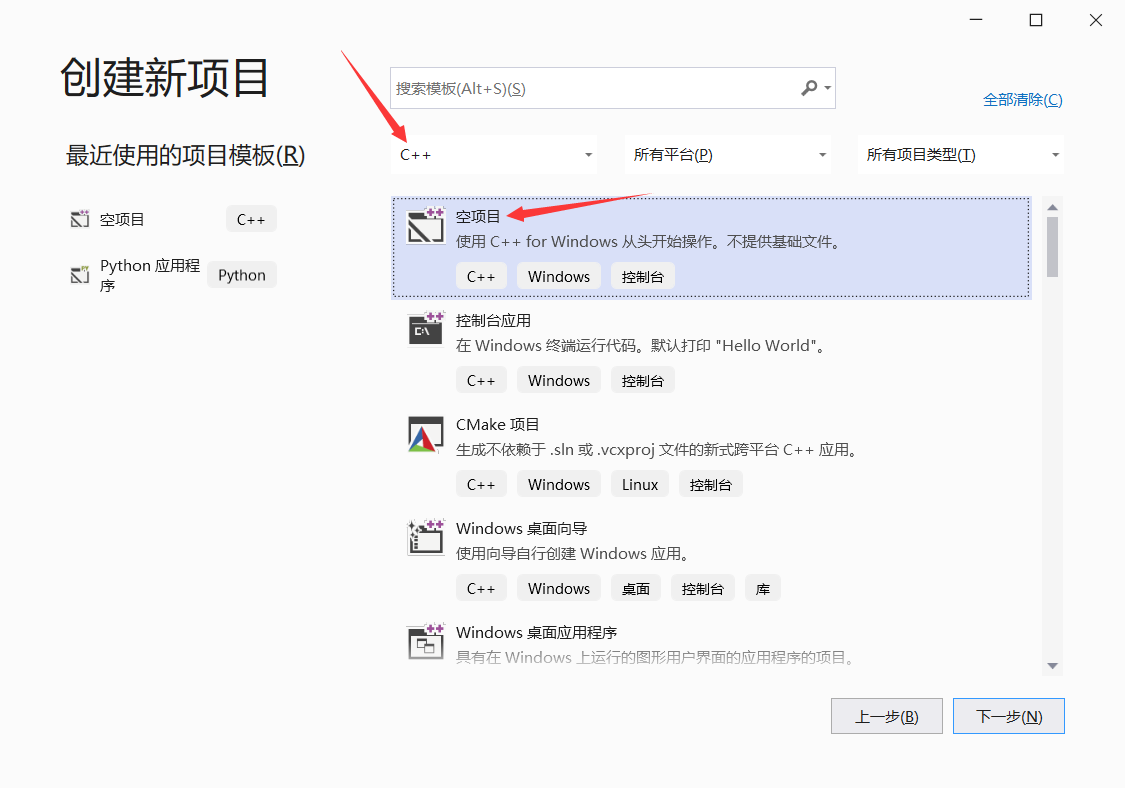 创建新项目
最近使用的项目模板(R)
空项目
C++
Python 应用程
序
Python
搜索模板(Alt+S)(S)
全部清除(C)
C++
所有平台(P)
所有项目类型(T)
空项目
使用 C++ for Windows 从头开始操作。不提供基础文件。
C++ Windows 控制台
控制台应用
在 Windows 终端运行代码。默认打印 "Hello World"。
C++ Windows 控制台
CMake 项目
生成不依赖于 .sln 或 .vcxproj 文件的新式跨平台 C++ 应用。
C++ Windows Linux 控制台
Windows 桌面向导
使用向导自行创建 Windows 应用。
C++ Windows 桌面 控制台 库
Windows 桌面应用程序
具有在 Windows 上运行的图形用户界面的应用程序的项目。
上一步(B)
下一步(N)